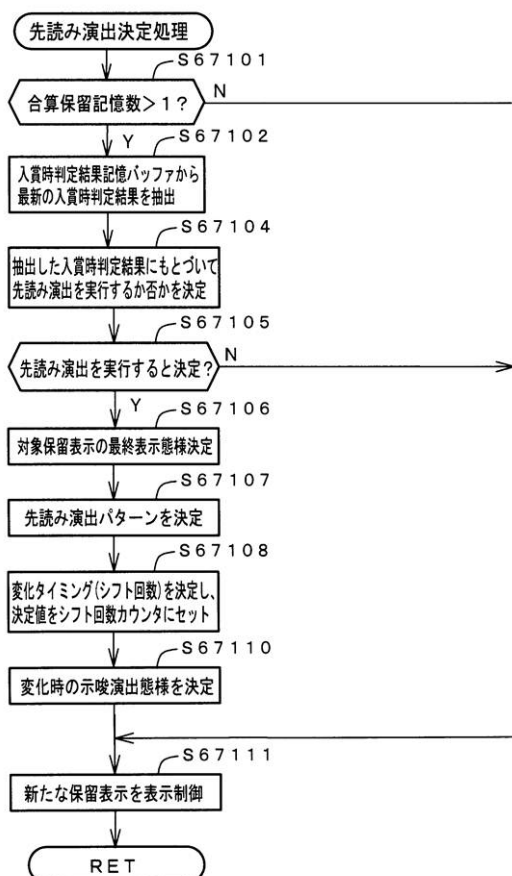 先読み演出決定処理
S67101
合算保留記憶数>1?
N
Y
S67102
入賞時判定結果記憶バッファから
最新の入賞時判定結果を抽出
S67104
抽出した入賞時判定結果にもとづいて
先読み演出を実行するか否かを決定
S67105
先読み演出を実行すると決定?
N
Y
S67106
対象保留表示の最終表示態様決定
S67107
先読み演出パターンを決定
S67108
変化タイミング(シフト回数)を決定し、
決定値をシフト回数カウンタにセット
S67110
変化時の示唆演出態様を決定
S67111
新たな保留表示を表示制御
RET